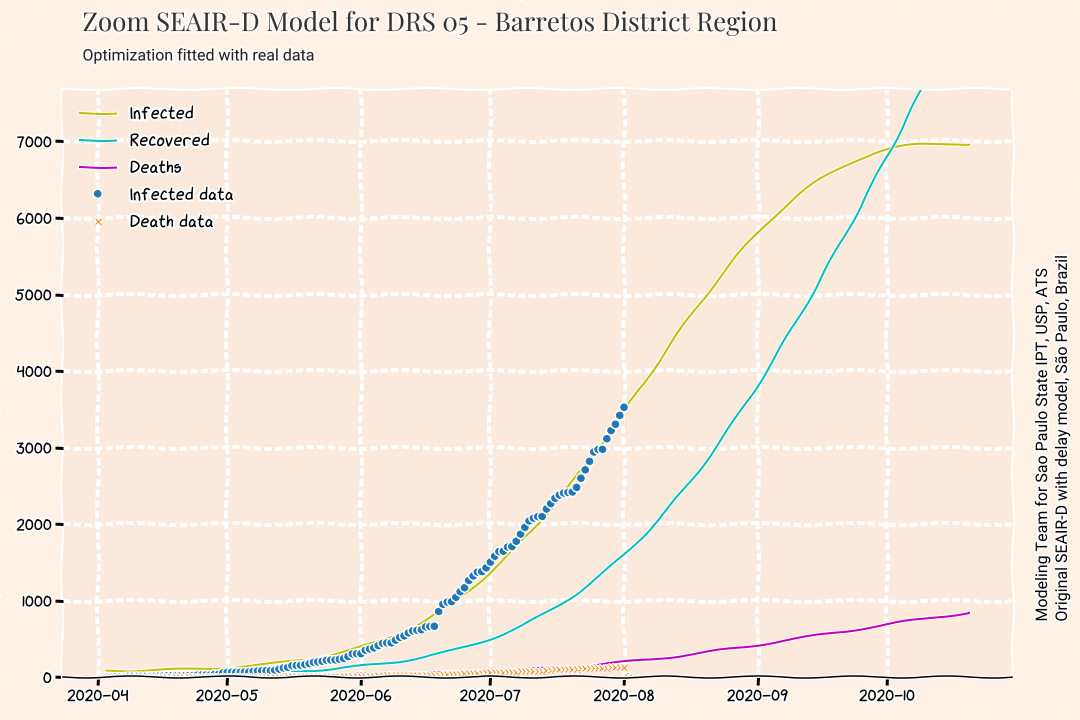 Zoom SEAIR-D Model for DRS 05 - Barretos District Region
Optimization fitted with real data
Infected
Recovered
Deaths
Infected data
Death data
7000
6000
5000
4000
3000
2000
1000
0
2020-04
2020-05
2020-06
2020-07
2020-08
2020-09
2020-10
Modeling Team for Sao Paulo State IPT, USP, ATS
Original SEAIR-D with delay model, São Paulo, Brazil